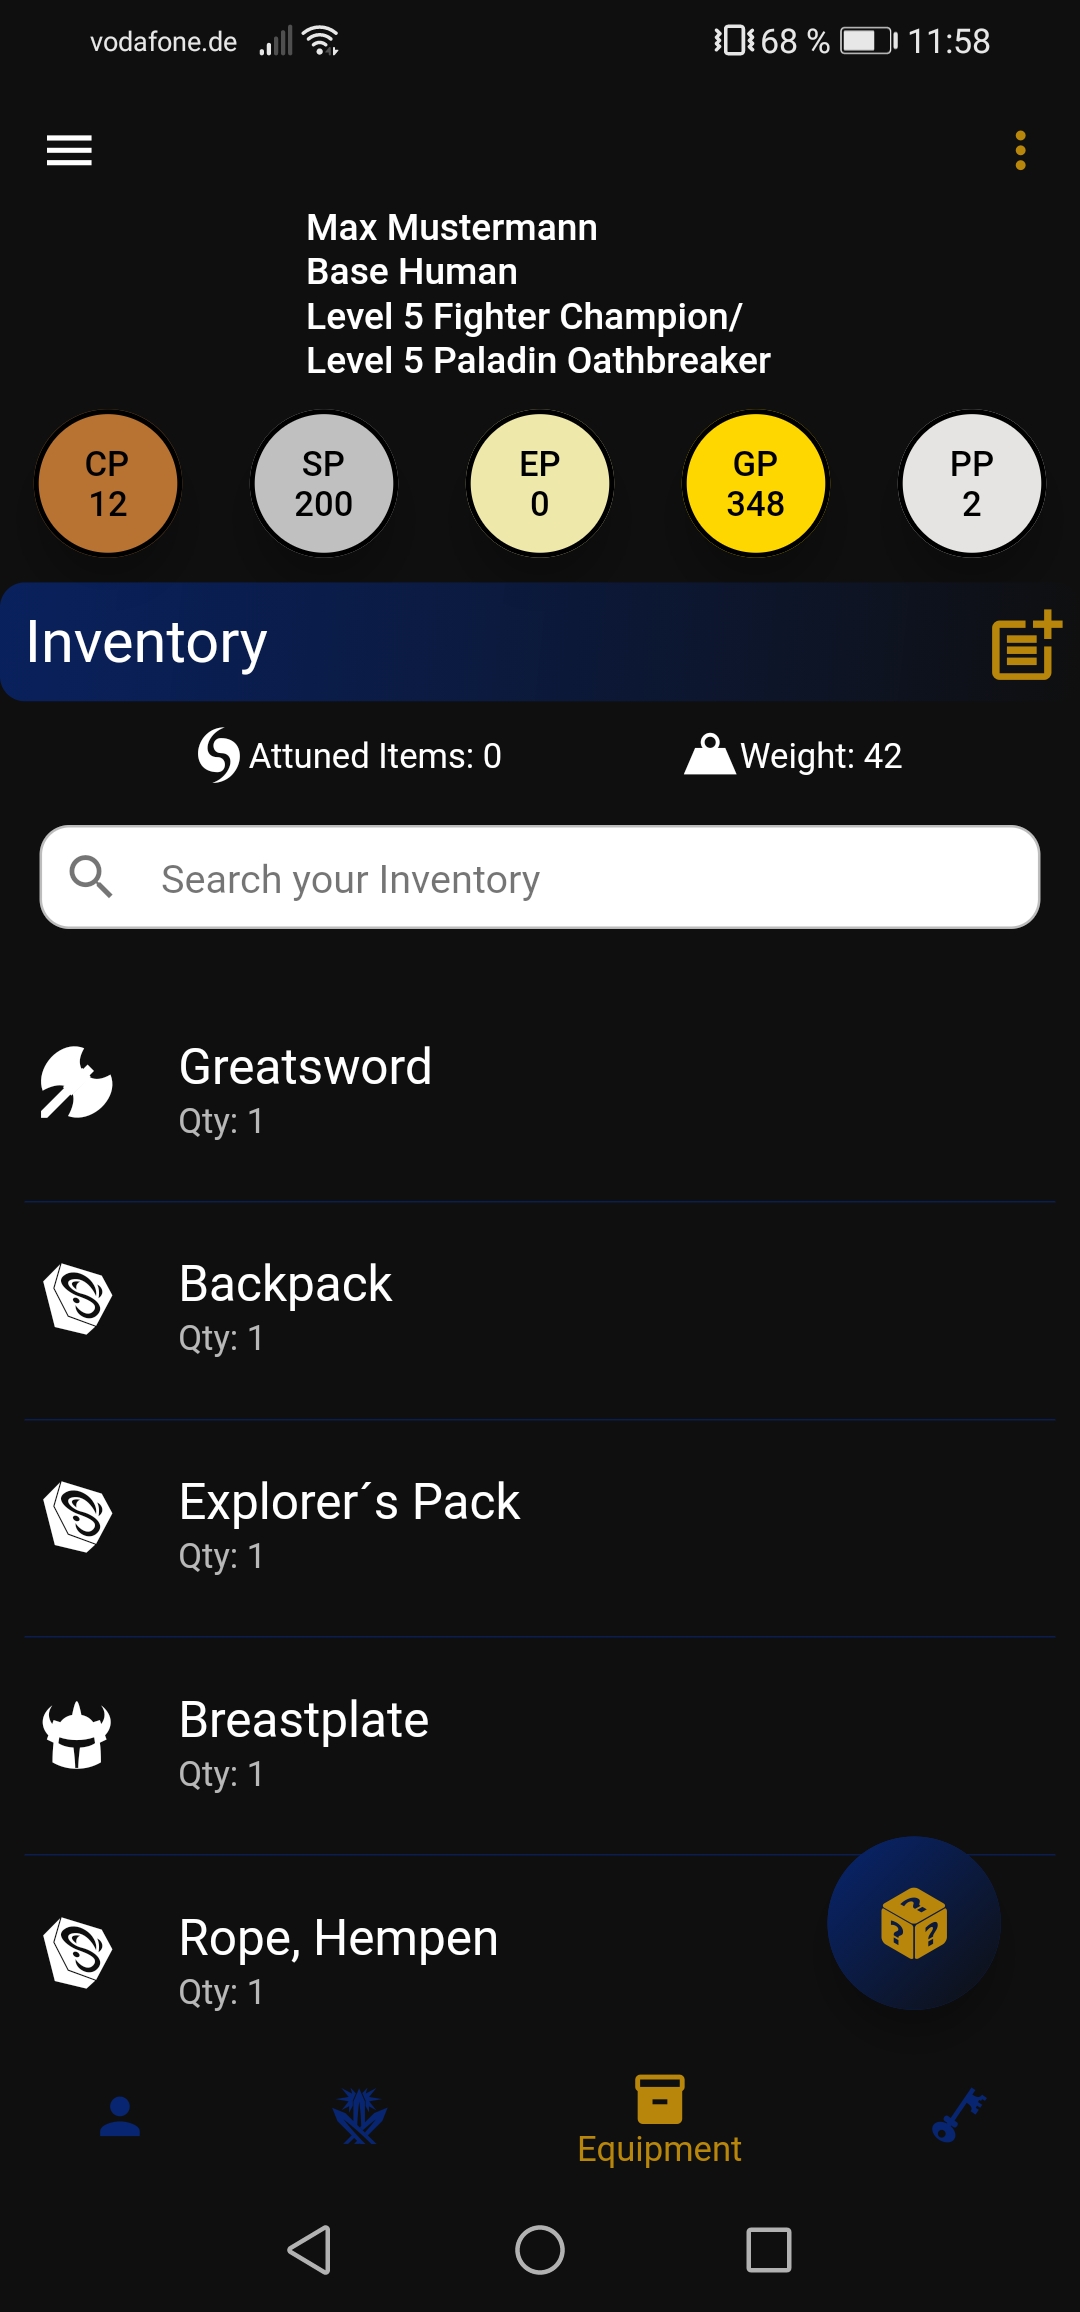 vodafone.de 68 % 11:58
Max Mustermann
Base Human
Level 5 Fighter Champion/
Level 5 Paladin Oathbreaker
CP SP EP GP PP
12 200 0 348 2
Inventory
Attuned Items: 0 Weight: 42
Search your Inventory
Greatsword
Qty: 1
Backpack
Qty: 1
Explorer´s Pack
Qty: 1
Breastplate
Qty: 1
Rope, Hempen
Qty: 1
Equipment